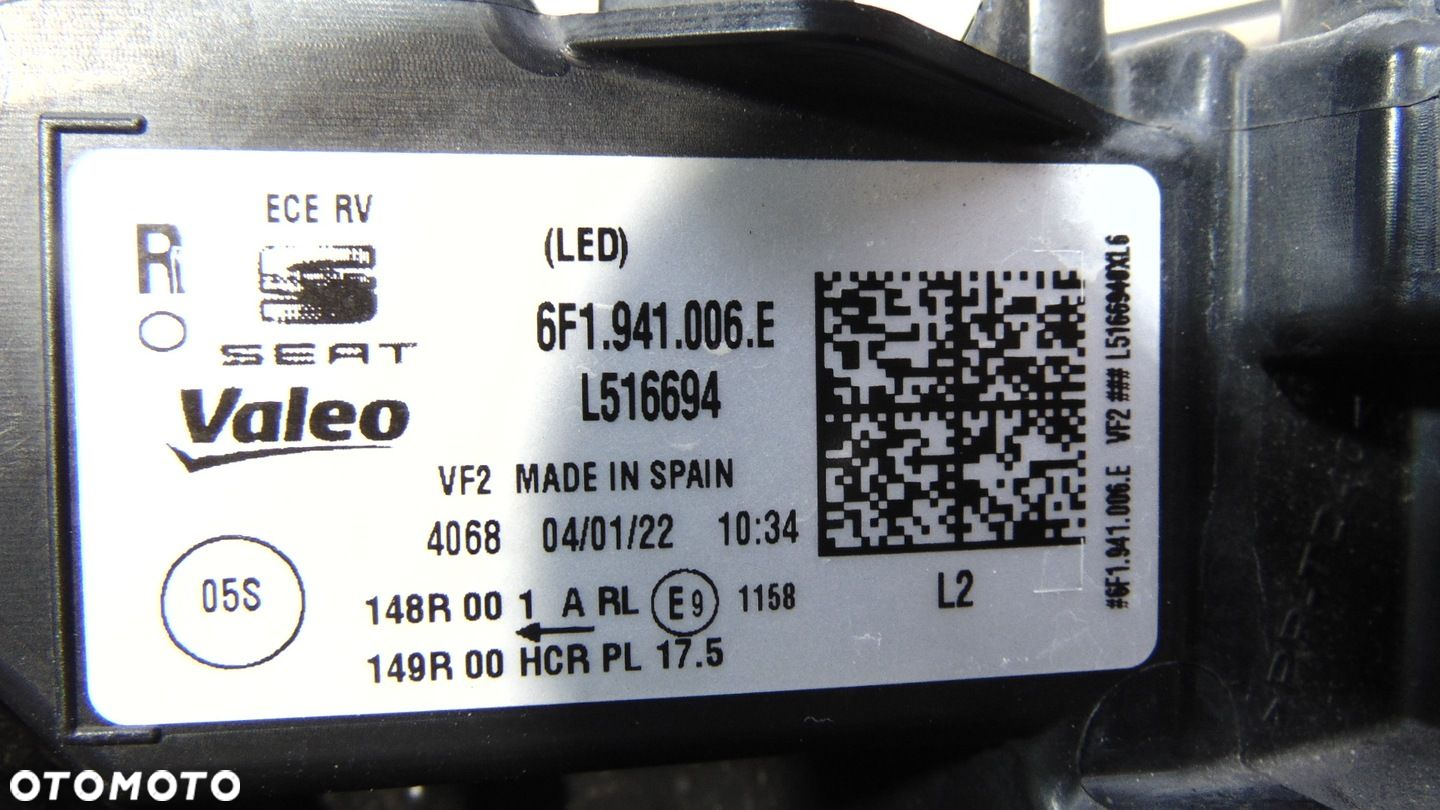 ECE RV
R
SEAT
Valeo
(LED)
6F1.941.006.E
L516694
VF2 MADE IN SPAIN
4068 04/01/22 10:34
05S
148R 00 1 A RL E9 1158
149R 00 HCR PL 17.5
L2
#6F1.941.006.E VF2 ### L516694
OTOMOTO